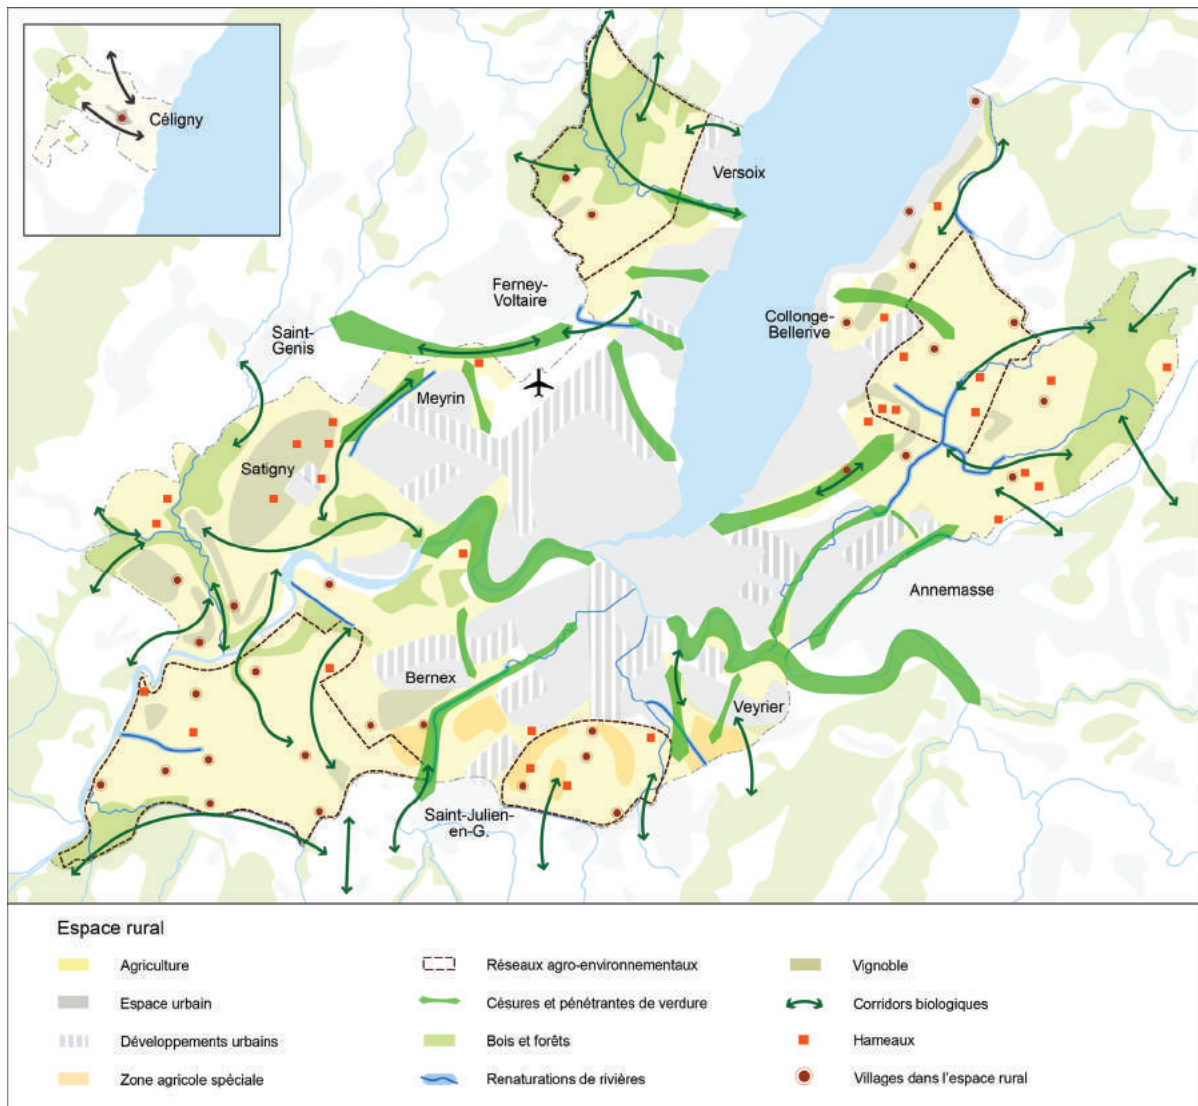 Céligny
Versoix
Ferney-
Voltaire
Saint-
Genis
Collonge-
Bellerive
Meyrin
Satigny
Annemasse
Bernex
Veyrier
Saint-Julien-
en-G.
Espace rural
Agriculture
Réseaux agro-environnementaux
Vignoble
Espace urbain
Césures et pénétrantes de verdure
Corridors biologiques
Développements urbains
Bois et forêts
Hameaux
Zone agricole spéciale
Renaturations de rivières
Villages dans l'espace rural